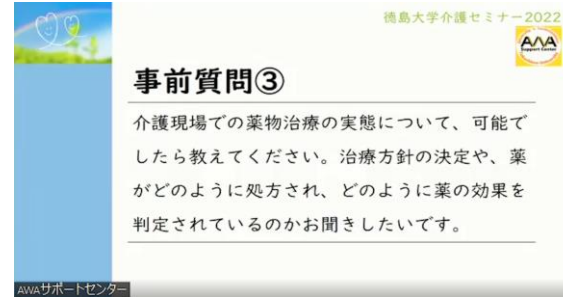 徳島大学介護セミナー2022
AWA
Support Center
事前質問③
介護現場での薬物治療の実態について、可能で
したら教えてください。治療方針の決定や、薬
がどのように処方され、どのように薬の効果を
判定されているのかお聞きしたいです。
AWAサポートセンター